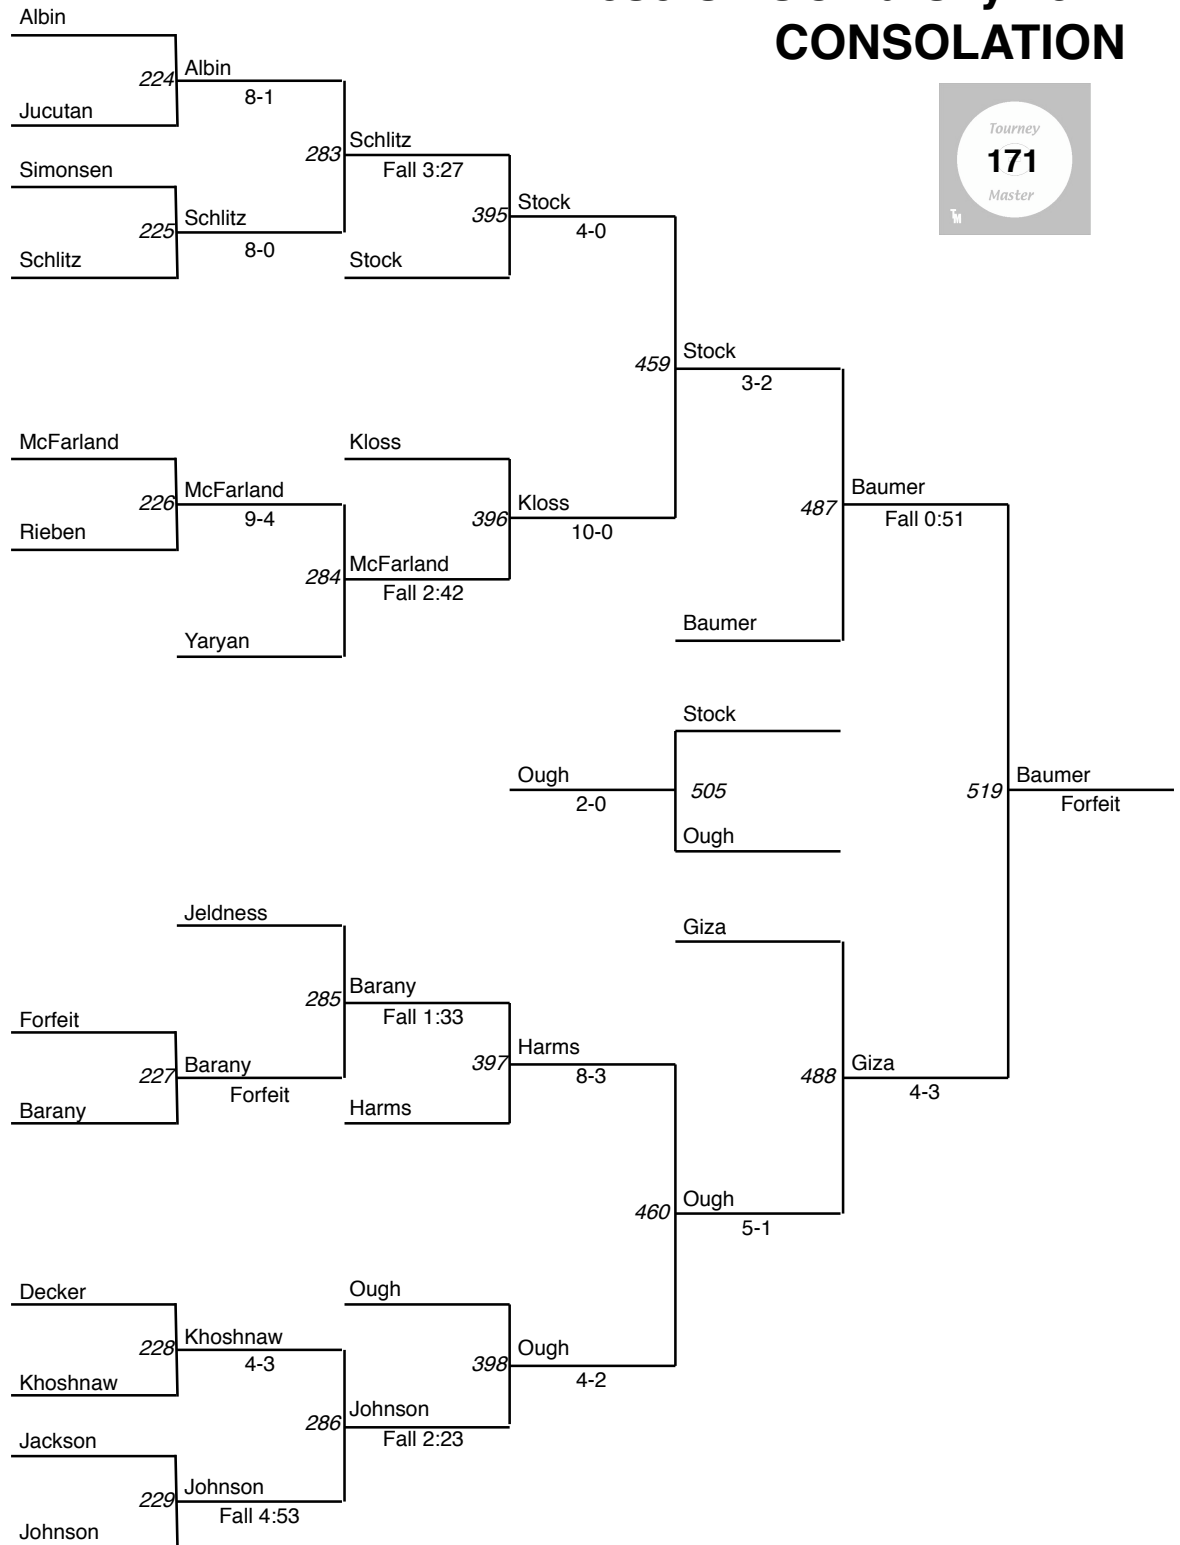 CONSOLATION
Tourney
171
Master
TM
Albin
224
Albin
8-1
Jucutan
283
Schlitz
Fall 3:27
Simonsen
225
Schlitz
8-0
Schlitz
395
Stock
4-0
Stock
459
Stock
3-2
McFarland
226
McFarland
9-4
Rieben
Kloss
396
Kloss
10-0
284
McFarland
Fall 2:42
Yaryan
487
Baumer
Fall 0:51
Baumer
Stock
Ough
2-0
505
Ough
519
Baumer
Forfeit
Jeldness
Giza
285
Barany
Fall 1:33
Forfeit
227
Barany
Forfeit
Barany
397
Harms
8-3
Harms
488
Giza
4-3
460
Ough
5-1
Decker
228
Khoshnaw
4-3
Khoshnaw
Ough
398
Ough
4-2
286
Johnson
Fall 2:23
Jackson
229
Johnson
Fall 4:53
Johnson